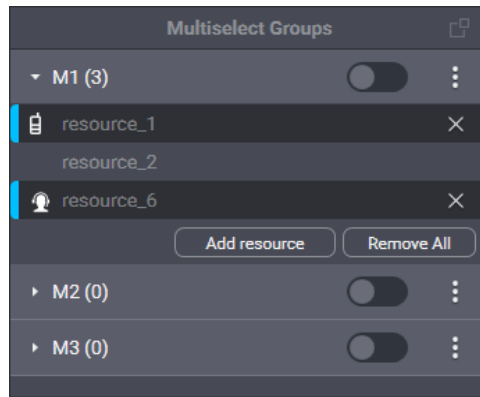 Multiselect Groups
M1 (3)
resource_1
resource_2
resource_6
Add resource Remove All
M2 (0)
M3 (0)